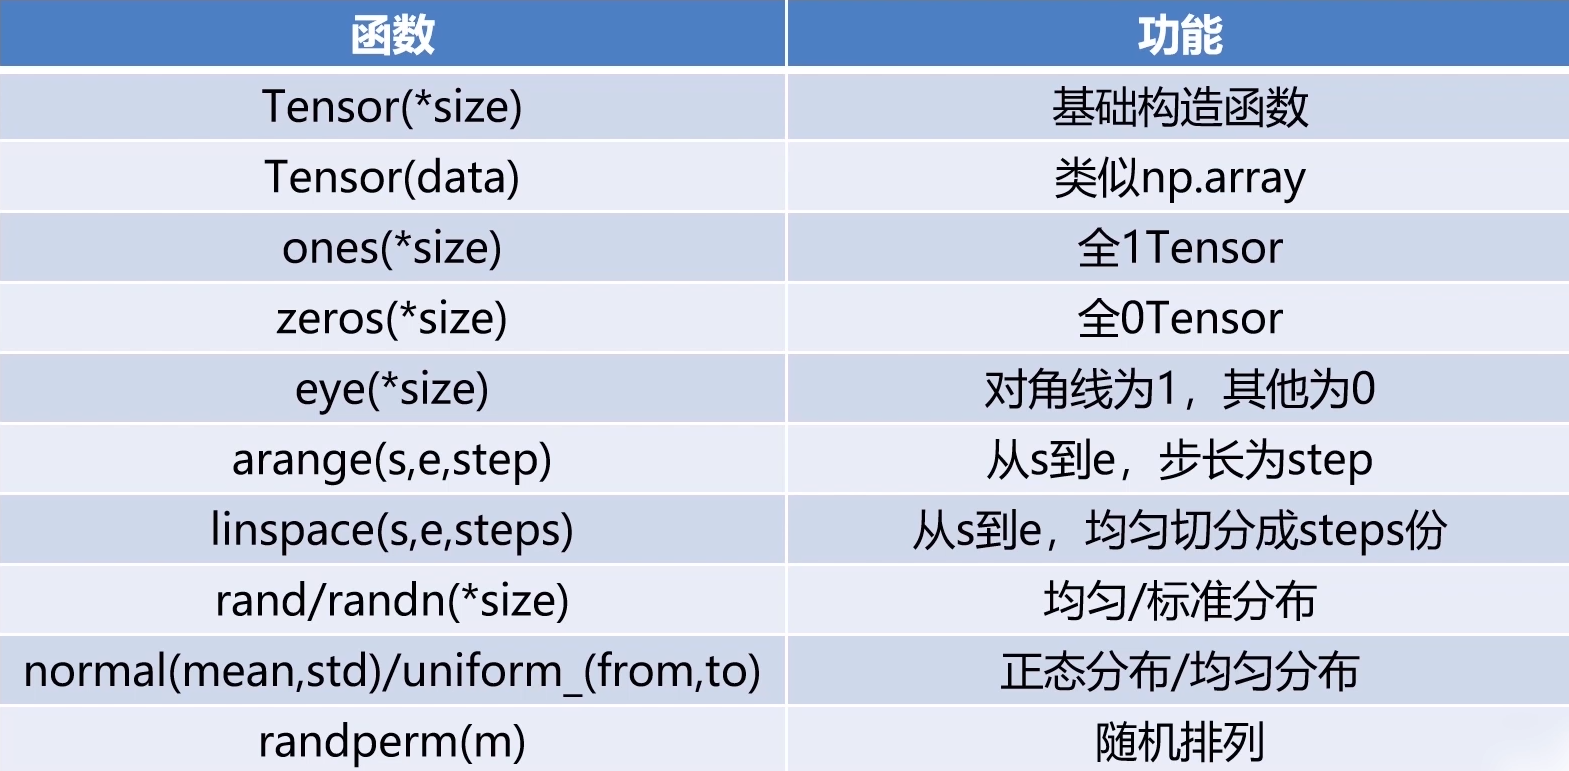 函数 功能
Tensor(*size) 基础构造函数
Tensor(data) 类似np.array
ones(*size) 全1Tensor
zeros(*size) 全0Tensor
eye(*size) 对角线为1，其他为0
arange(s,e,step) 从s到e，步长为step
linspace(s,e,steps) 从s到e，均匀切分成steps份
rand/randn(*size) 均匀/标准分布
normal(mean,std)/uniform_(from,to) 正态分布/均匀分布
randperm(m) 随机排列